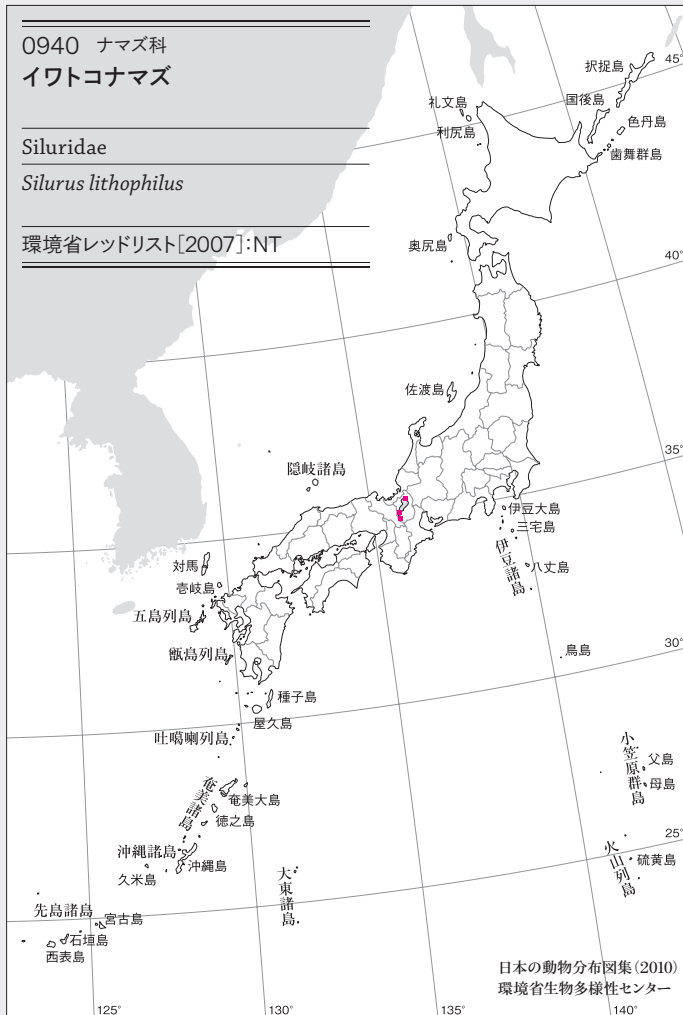 0940 ナマズ科
イワトコナマズ
Siluridae
Silurus lithophilus
環境省レッドリスト[2007]:NT
択捉島
国後島
色丹島
歯舞群島
礼文島
利尻島
奥尻島
佐渡島
隠岐諸島
対馬
壱岐島
五島列島
甑島列島
種子島
屋久島
吐噶喇列島
奄美諸島
奄美大島
徳之島
沖縄諸島
沖縄島
久米島
先島諸島
宮古島
石垣島
西表島
大東諸島
伊豆大島
三宅島
伊豆諸島
八丈島
鳥島
小笠原群島
父島
母島
火山列島
硫黄島
45°
40°
35°
30°
25°
125°
130°
135°
140°
日本の動物分布図集(2010)
環境省生物多様性センター